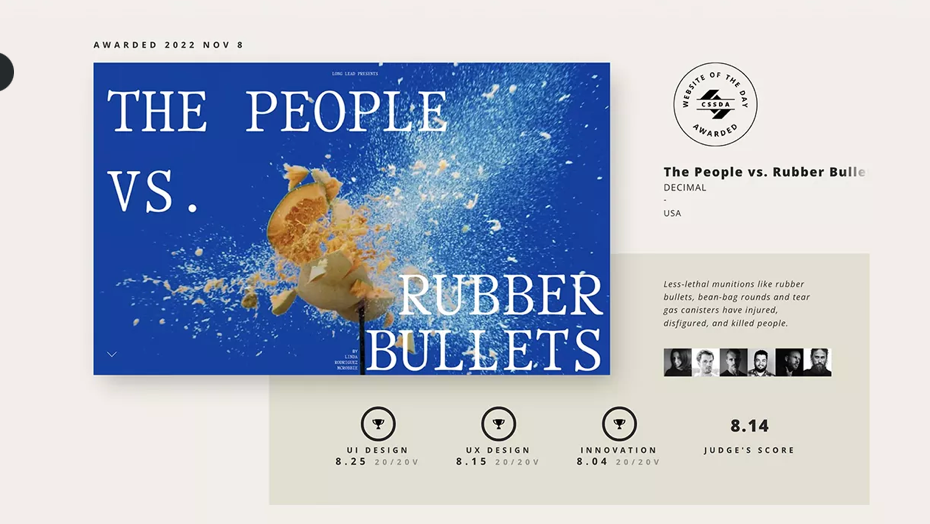 AWARDED 2022 NOV 8
LONG LEAD PRESENTS
THE PEOPLE
VS.
RUBBER
BULLETS
BY
LINDA
RODRIGUEZ
MCROBBIE
WEBSITE OF THE DAY
CSSDA
AWARDED
The People vs. Rubber Bulle
DECIMAL
-
USA
Less-lethal munitions like rubber
bullets, bean-bag rounds and tear
gas canisters have injured,
disfigured, and killed people.
UI DESIGN
8.25 20/20V
UX DESIGN
8.15 20/20V
INNOVATION
8.04 20/20V
8.14
JUDGE'S SCORE